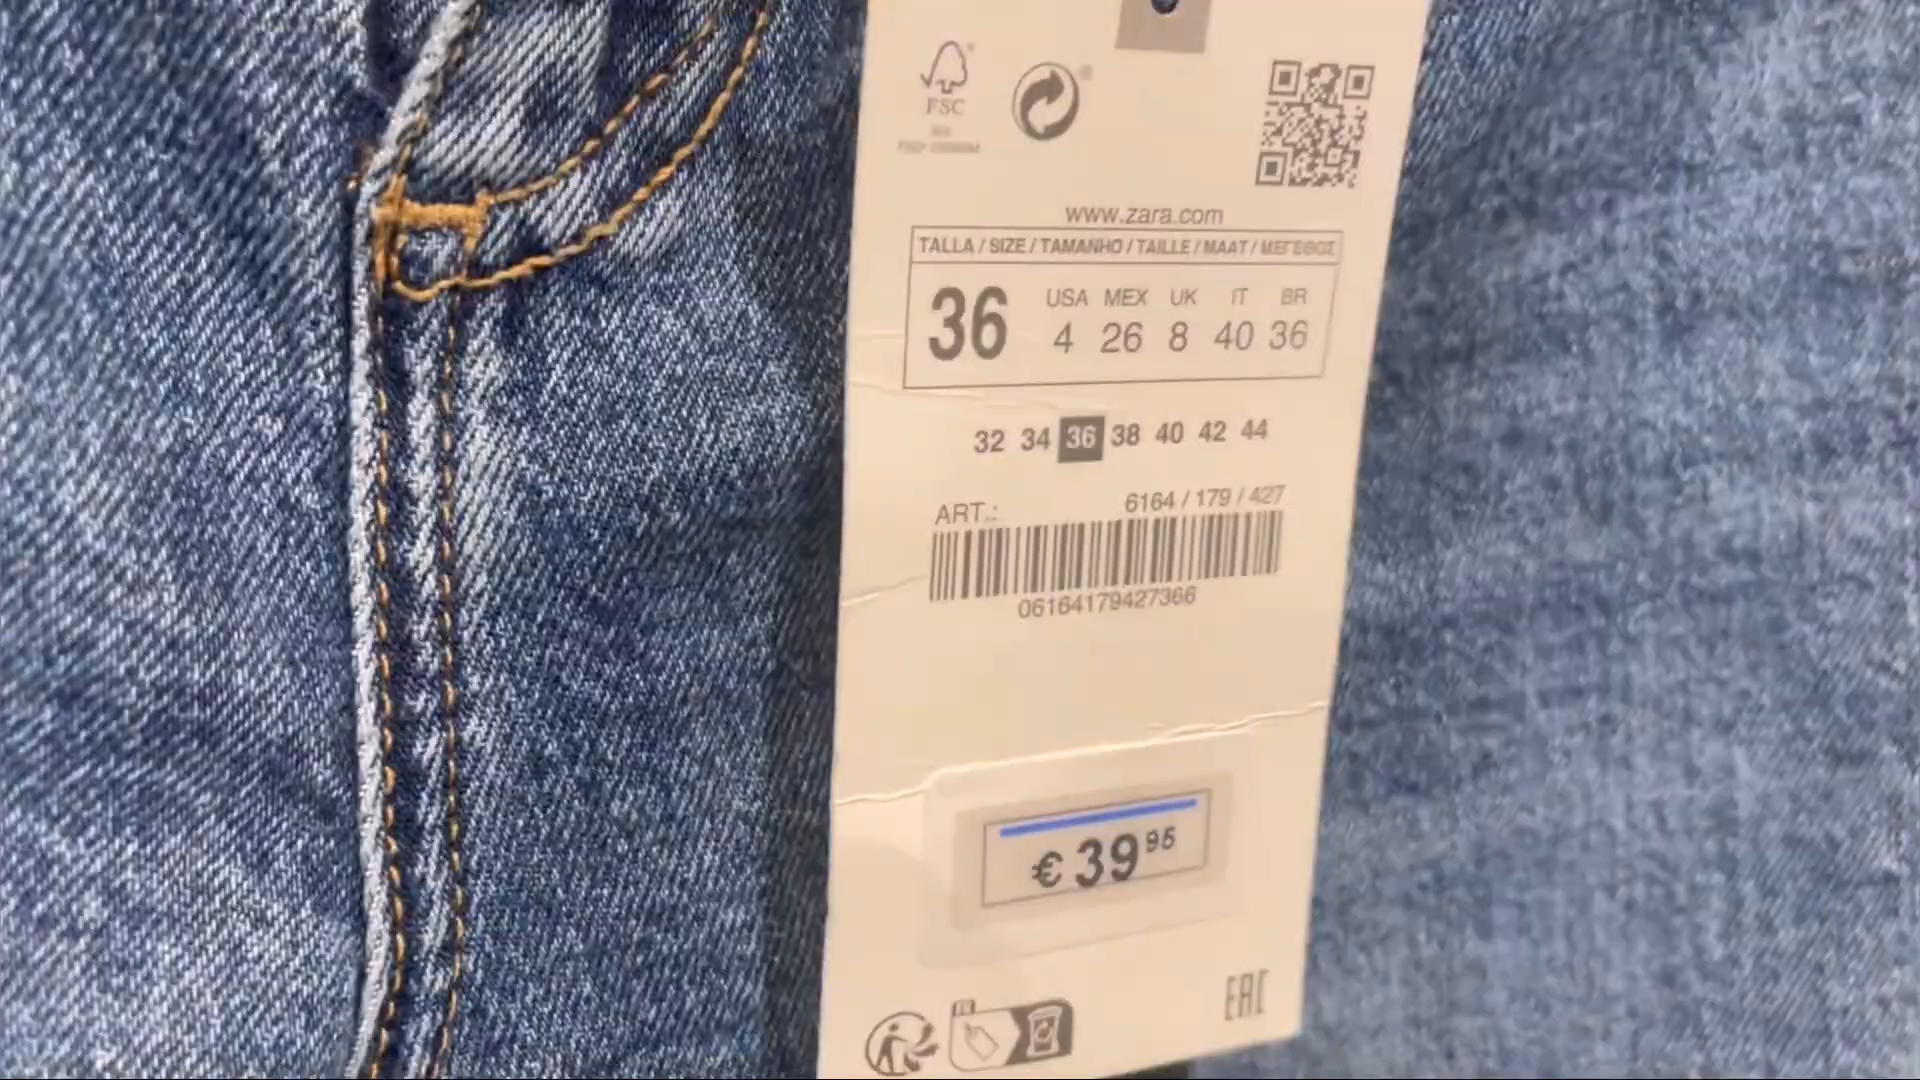 FSC
www.zara.com
TALLA / SIZE / TAMANHO / TAILLE / MAAT / ΜΕΓΕΘΟΣ
36
USA MEX UK IT BR
4 26 8 40 36
32 34 36 38 40 42 44
ART.: 6164 / 179 / 427
06164179427366
€ 39 95
EAC